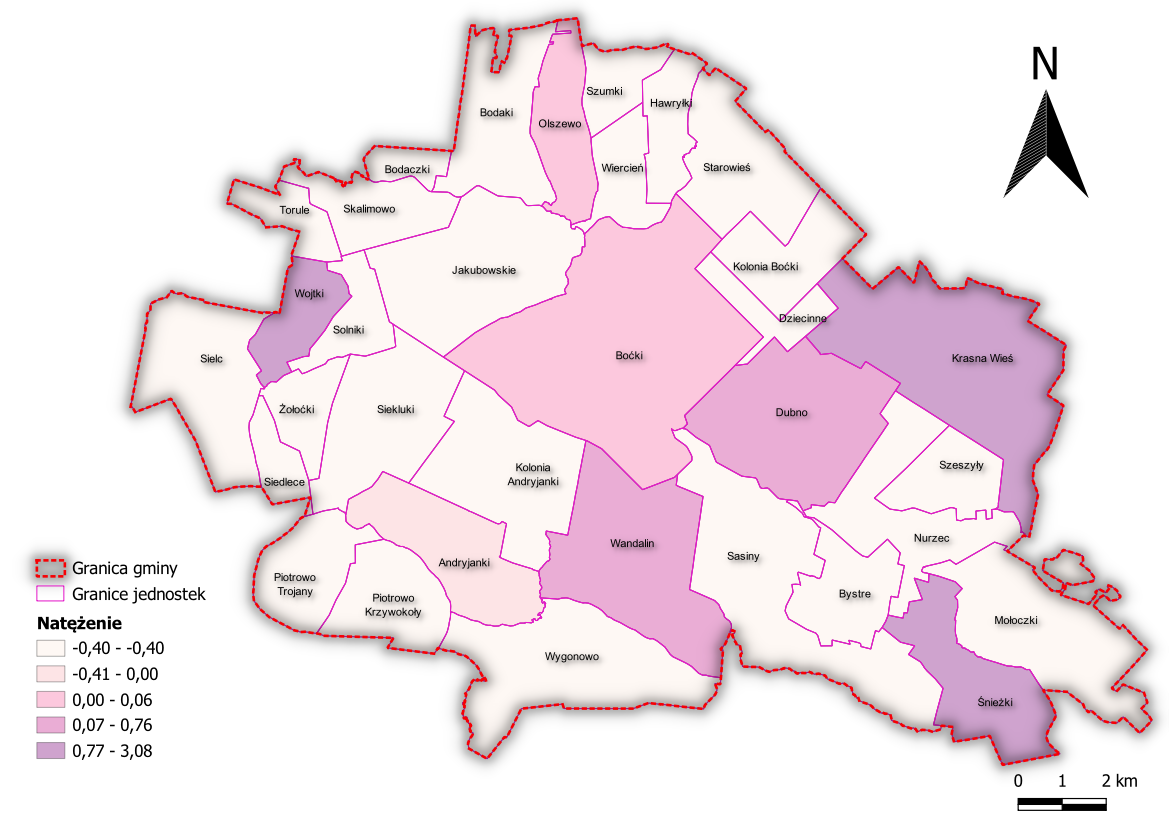 N
Szumki
Hawryłki
Bodaki
Olszewo
Bodaczki
Wiercień
Starowieś
Torule
Skalimowo
Jakubowskie
Kolonia Boćki
Wojtki
Dziecinne
Solniki
Sielc
Boćki
Krasna Wieś
Żołoćki
Siekluki
Dubno
Kolonia
Andryjanki
Szeszyły
Siedlece
Nurzec
Wandalin
Sasiny
Andryjanki
Piotrowo
Trojany
Piotrowo
Krzywokoły
Bystre
Mołoczki
Wygonowo
Śnieżki
Granica gminy
Granice jednostek
Natężenie
-0,40 - -0,40
-0,41 - 0,00
0,00 - 0,06
0,07 - 0,76
0,77 - 3,08
0 1 2 km